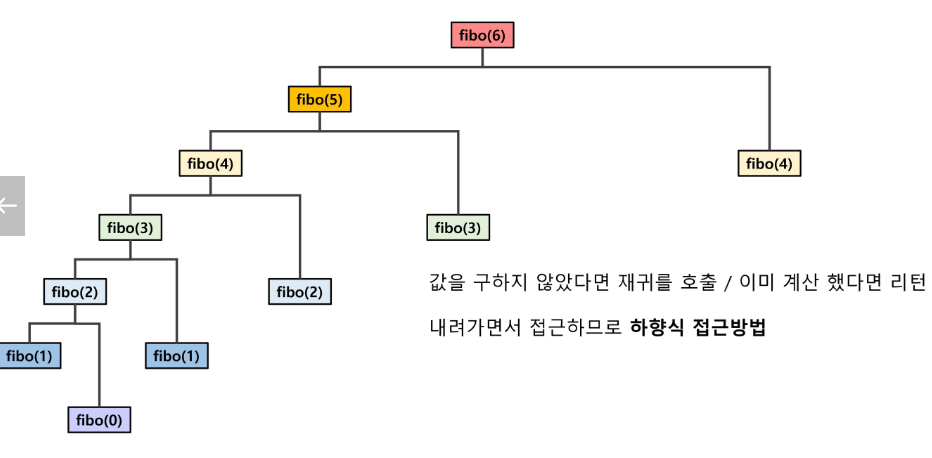 fibo(6)
fibo(5)
fibo(4)
fibo(4)
fibo(3)
fibo(3)
fibo(2)
fibo(2)
값을 구하지 않았다면 재귀를 호출 / 이미 계산 했다면 리턴
내려가면서 접근하므로 하향식 접근방법
fibo(1)
fibo(1)
fibo(0)